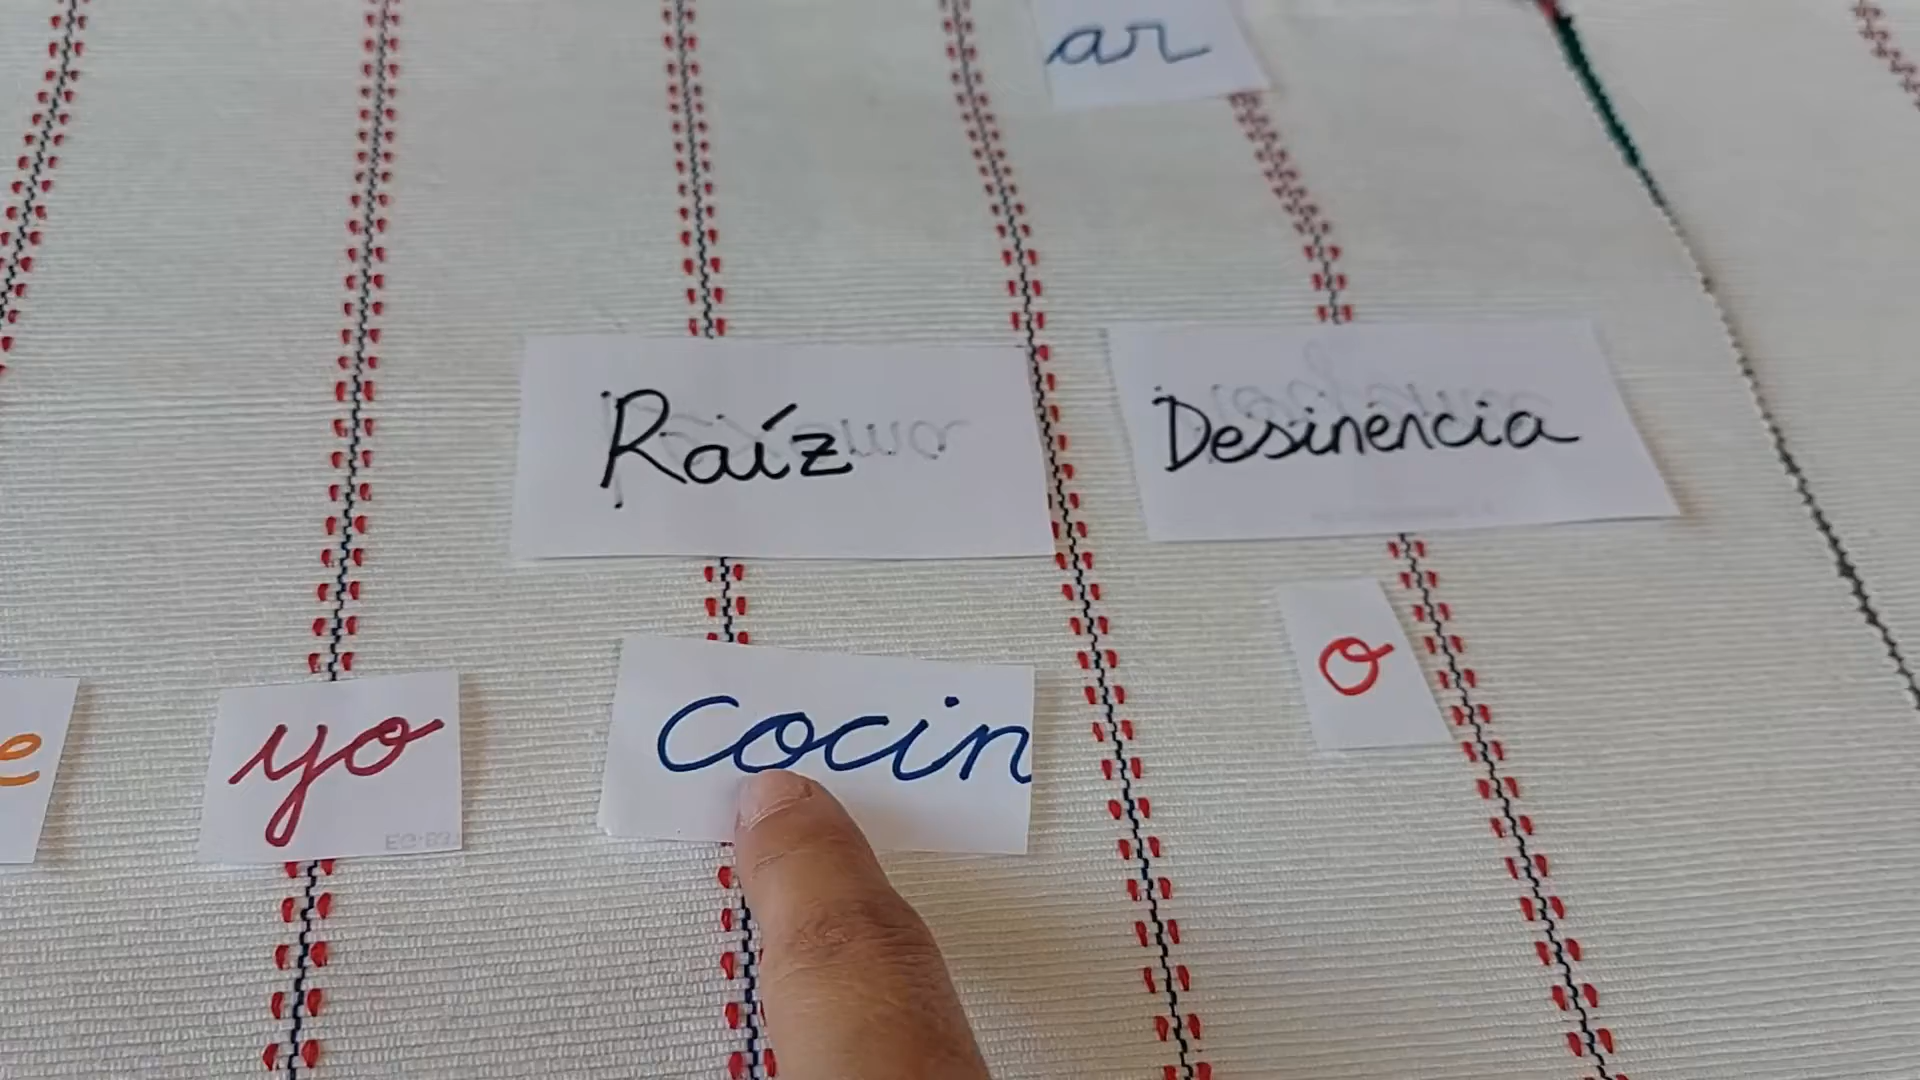 ar
Raíz
Desinencia
e
yo
cocin
o